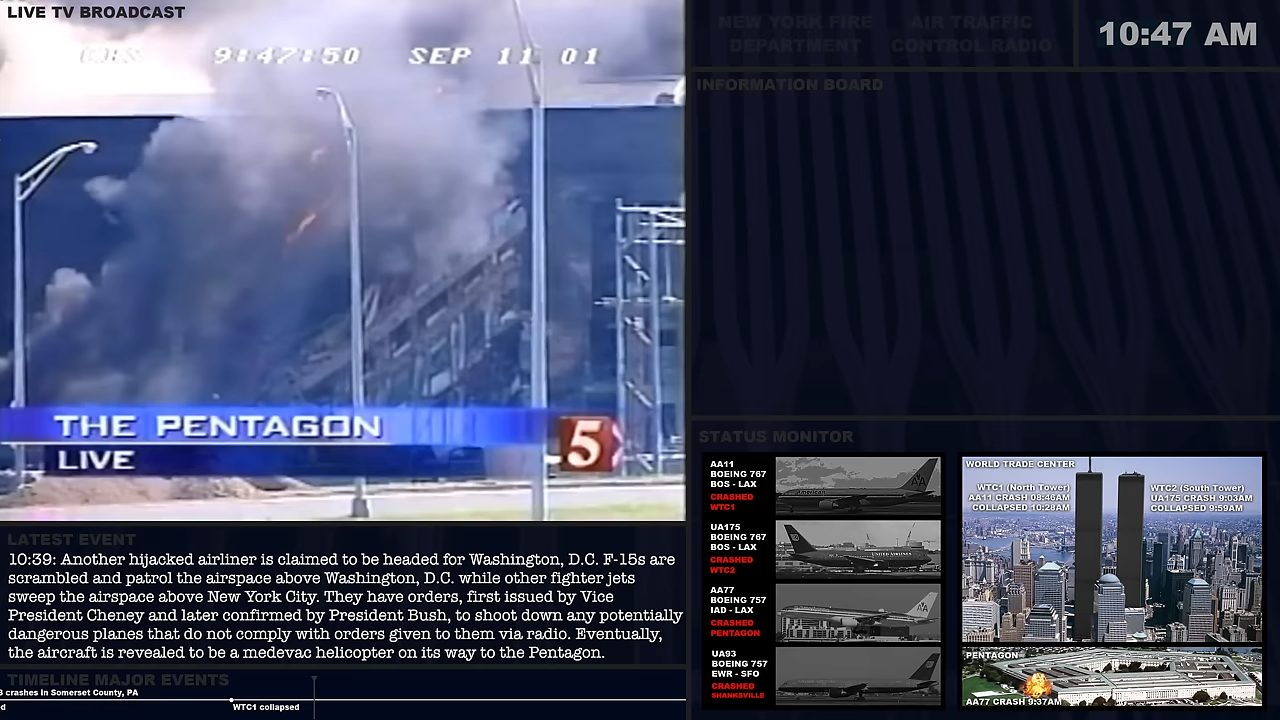 LIVE TV BROADCAST
9:47:50 SEP 11 01
THE PENTAGON
LIVE
5
NEW YORK FIRE
DEPARTMENT
AIR TRAFFIC
CONTROL RADIO
10:47 AM
INFORMATION BOARD
LATEST EVENT
10:39: Another hijacked airliner is claimed to be headed for Washington, D.C. F-15s are
scrambled and patrol the airspace above Washington, D.C. while other fighter jets
sweep the airspace above New York City. They have orders, first issued by Vice
President Cheney and later confirmed by President Bush, to shoot down any potentially
dangerous planes that do not comply with orders given to them via radio. Eventually,
the aircraft is revealed to be a medevac helicopter on its way to the Pentagon.
TIMELINE MAJOR EVENTS
crashes in Somerset County, PA
WTC1 collapsed
STATUS MONITOR
AA11
BOEING 767
BOS - LAX
CRASHED
WTC1
UA175
BOEING 767
BOS - LAX
CRASHED
WTC2
AA77
BOEING 757
IAD - LAX
CRASHED
PENTAGON
UA93
BOEING 757
EWR - SFO
CRASHED
SHANKSVILLE
WORLD TRADE CENTER
WTC1 (North Tower)
AA11 CRASH 08:46AM
COLLAPSED 10:28AM
WTC2 (South Tower)
UA175 CRASH 9:03AM
COLLAPSED 9:59AM
PENTAGON
AA77 CRASH 9:37AM